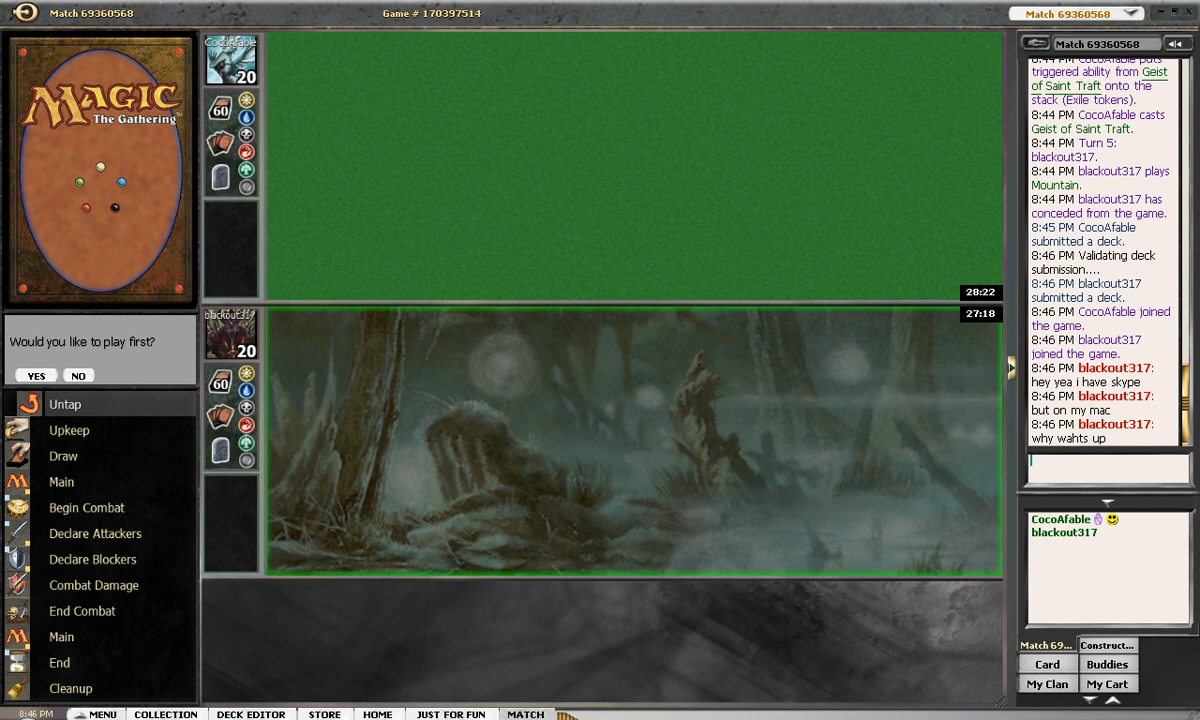 Match 69360568
Game # 170397514
Match 69360568
MAGIC
The Gathering
Would you like to play first?
YES NO
Untap
Upkeep
Draw
Main
Begin Combat
Declare Attackers
Declare Blockers
Combat Damage
End Combat
Main
End
Cleanup
CocoAfable
20
60
28:22
blackout317
20
60
27:18
Match 69360568
8:44 PM CocoAfable puts
triggered ability from Geist
of Saint Traft onto the
stack (Exile tokens).
8:44 PM CocoAfable casts
Geist of Saint Traft.
8:44 PM Turn 5:
blackout317.
8:44 PM blackout317 plays
Mountain.
8:44 PM blackout317 has
conceded from the game.
8:45 PM CocoAfable
submitted a deck.
8:46 PM Validating deck
submission....
8:46 PM blackout317
submitted a deck.
8:46 PM CocoAfable joined
the game.
8:46 PM blackout317
joined the game.
8:46 PM blackout317:
hey yea i have skype
8:46 PM blackout317:
but on my mac
8:46 PM blackout317:
why wahts up
CocoAfable
blackout317
Match 69... Construct...
Card Buddies
My Clan My Cart
8:46 PM MENU COLLECTION DECK EDITOR STORE HOME JUST FOR FUN MATCH